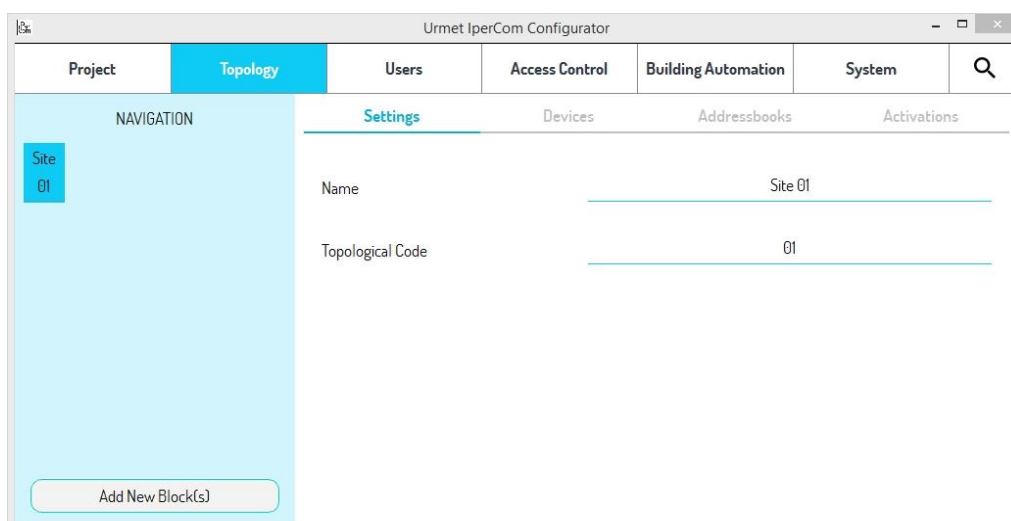 Urmet IperCom Configurator
Project Topology Users Access Control Building Automation System
NAVIGATION Settings Devices Addressbooks Activations
Site
01
Name Site 01
Topological Code 01
Add New Block(s)